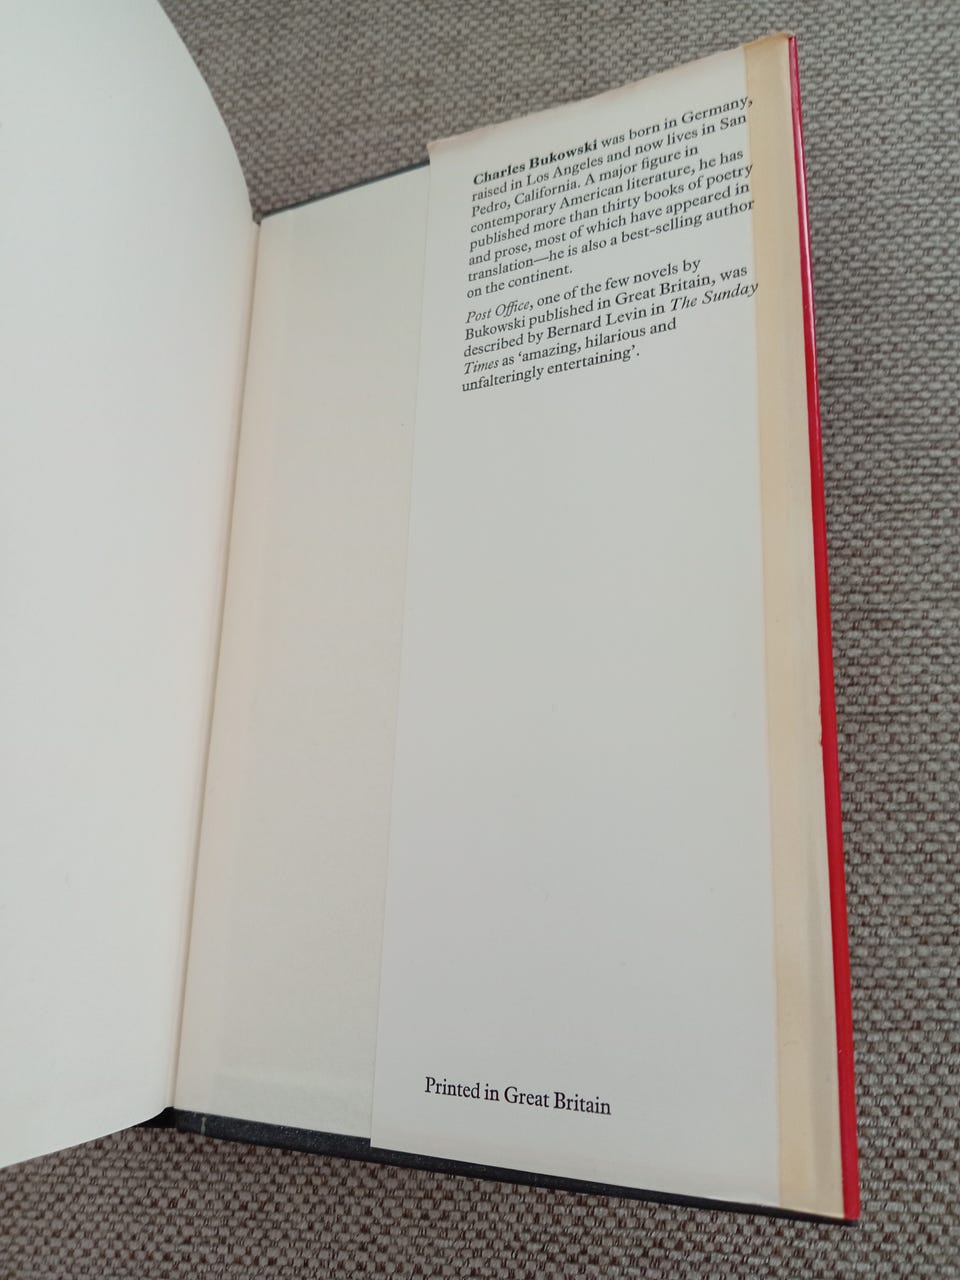 Charles Bukowski was born in Germany,
raised in Los Angeles and now lives in San
Pedro, California. A major figure in
contemporary American literature, he has
published more than thirty books of poetry
and prose, most of which have appeared in
translation—he is also a best-selling author
on the continent.
Post Office, one of the few novels by
Bukowski published in Great Britain, was
described by Bernard Levin in The Sunday
Times as ‘amazing, hilarious and
unfalteringly entertaining’.
Printed in Great Britain